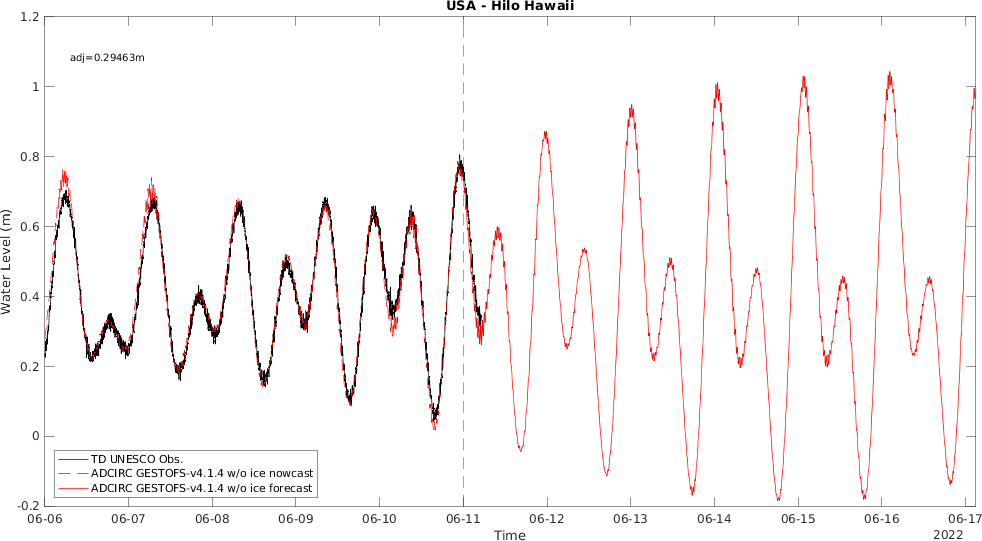 USA - Hilo Hawaii
1.2
adj=0.29463m
1
0.8
0.6
0.4
0.2
0
-0.2
Water Level (m)
TD UNESCO Obs.
ADCIRC GESTOFS-v4.1.4 w/o ice nowcast
ADCIRC GESTOFS-v4.1.4 w/o ice forecast
06-06 06-07 06-08 06-09 06-10 06-11 06-12 06-13 06-14 06-15 06-16 06-17
Time
2022